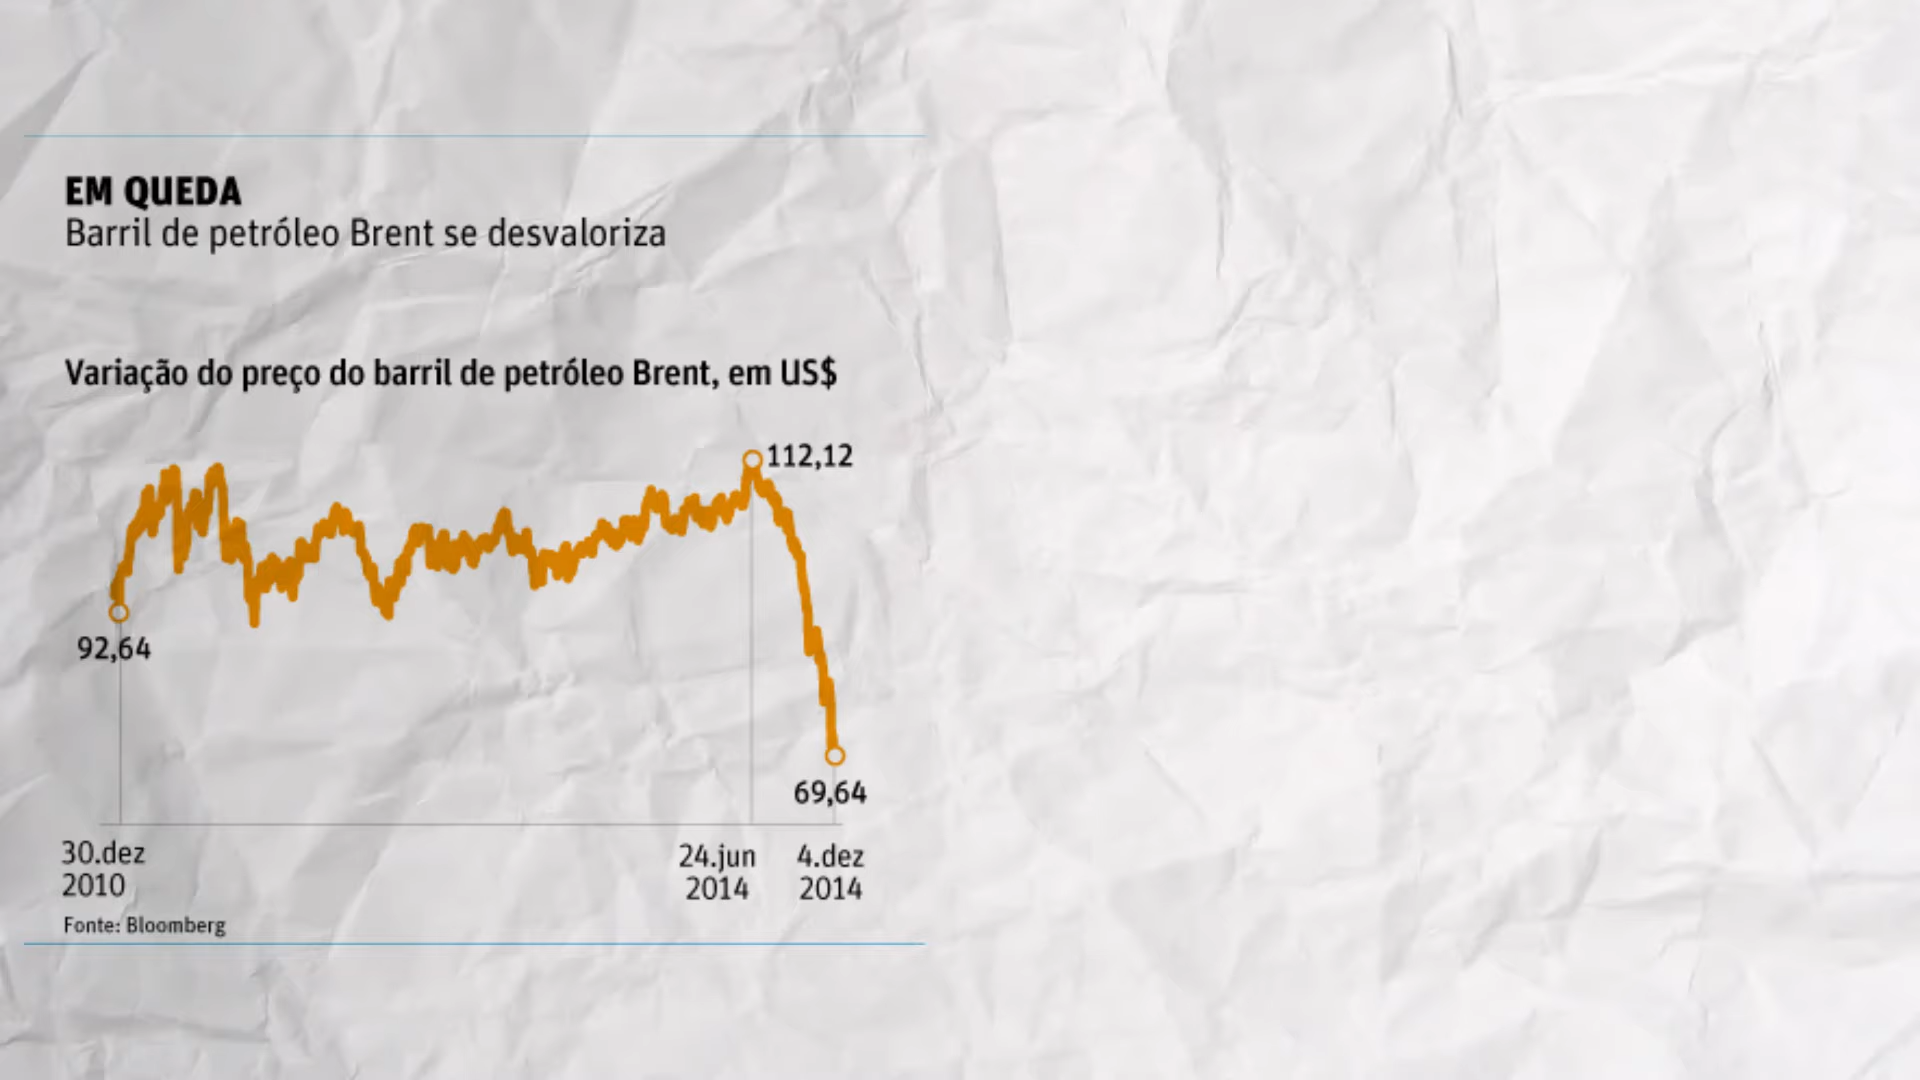 EM QUEDA
Barril de petróleo Brent se desvaloriza
Variação do preço do barril de petróleo Brent, em US$
112,12
92,64
69,64
30.dez
2010
24.jun
2014
4.dez
2014
Fonte: Bloomberg